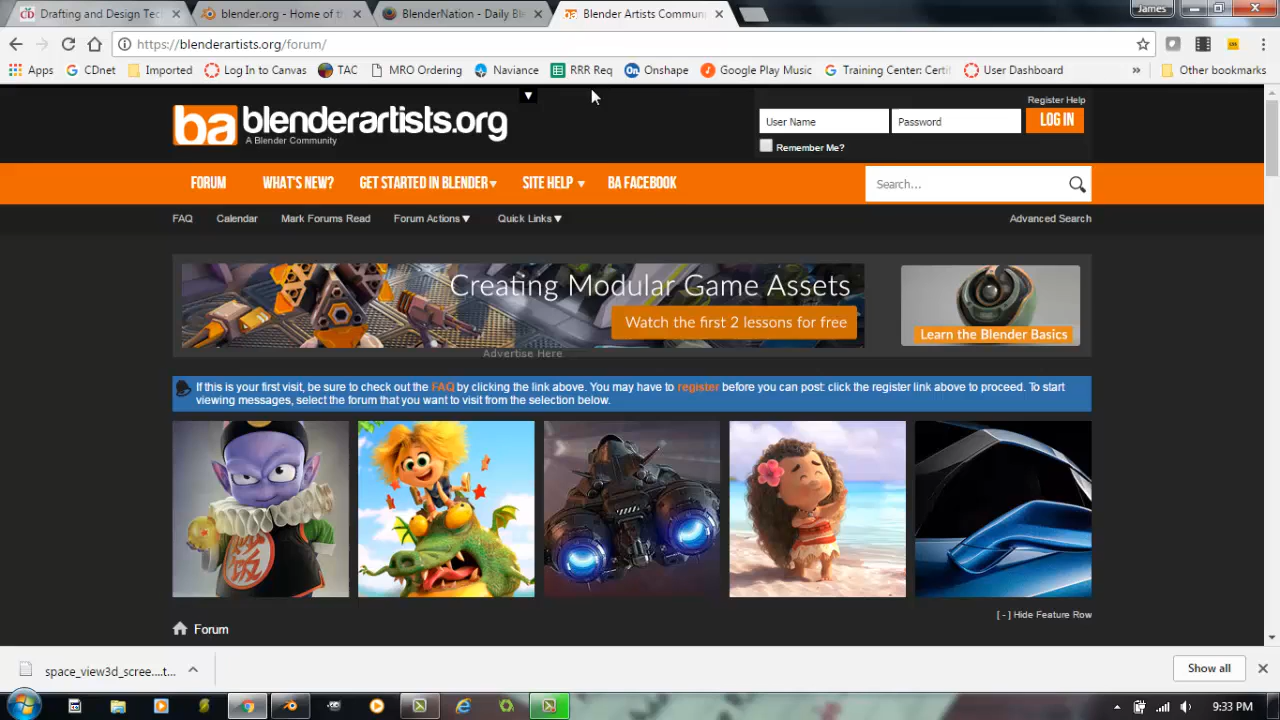 Drafting and Design Tec
blender.org - Home of t
BlenderNation - Daily Bl
Blender Artists Commun
James
https://blenderartists.org/forum/
Apps
CDnet
Imported
Log In to Canvas
TAC
MRO Ordering
Naviance
RRR Req
Onshape
Google Play Music
Training Center: Certi
User Dashboard
»
Other bookmarks
ba blenderartists.org
A Blender Community
Register Help
User Name
Password
LOG IN
Remember Me?
FORUM
WHAT'S NEW?
GET STARTED IN BLENDER
SITE HELP
BA FACEBOOK
Search...
FAQ
Calendar
Mark Forums Read
Forum Actions
Quick Links
Advanced Search
Creating Modular Game Assets
Watch the first 2 lessons for free
Learn the Blender Basics
Advertise Here
If this is your first visit, be sure to check out the FAQ by clicking the link above. You may have to register before you can post: click the register link above to proceed. To start
viewing messages, select the forum that you want to visit from the selection below.
[ - ] Hide Feature Row
Forum
space_view3d_scree....t...
Show all
9:33 PM